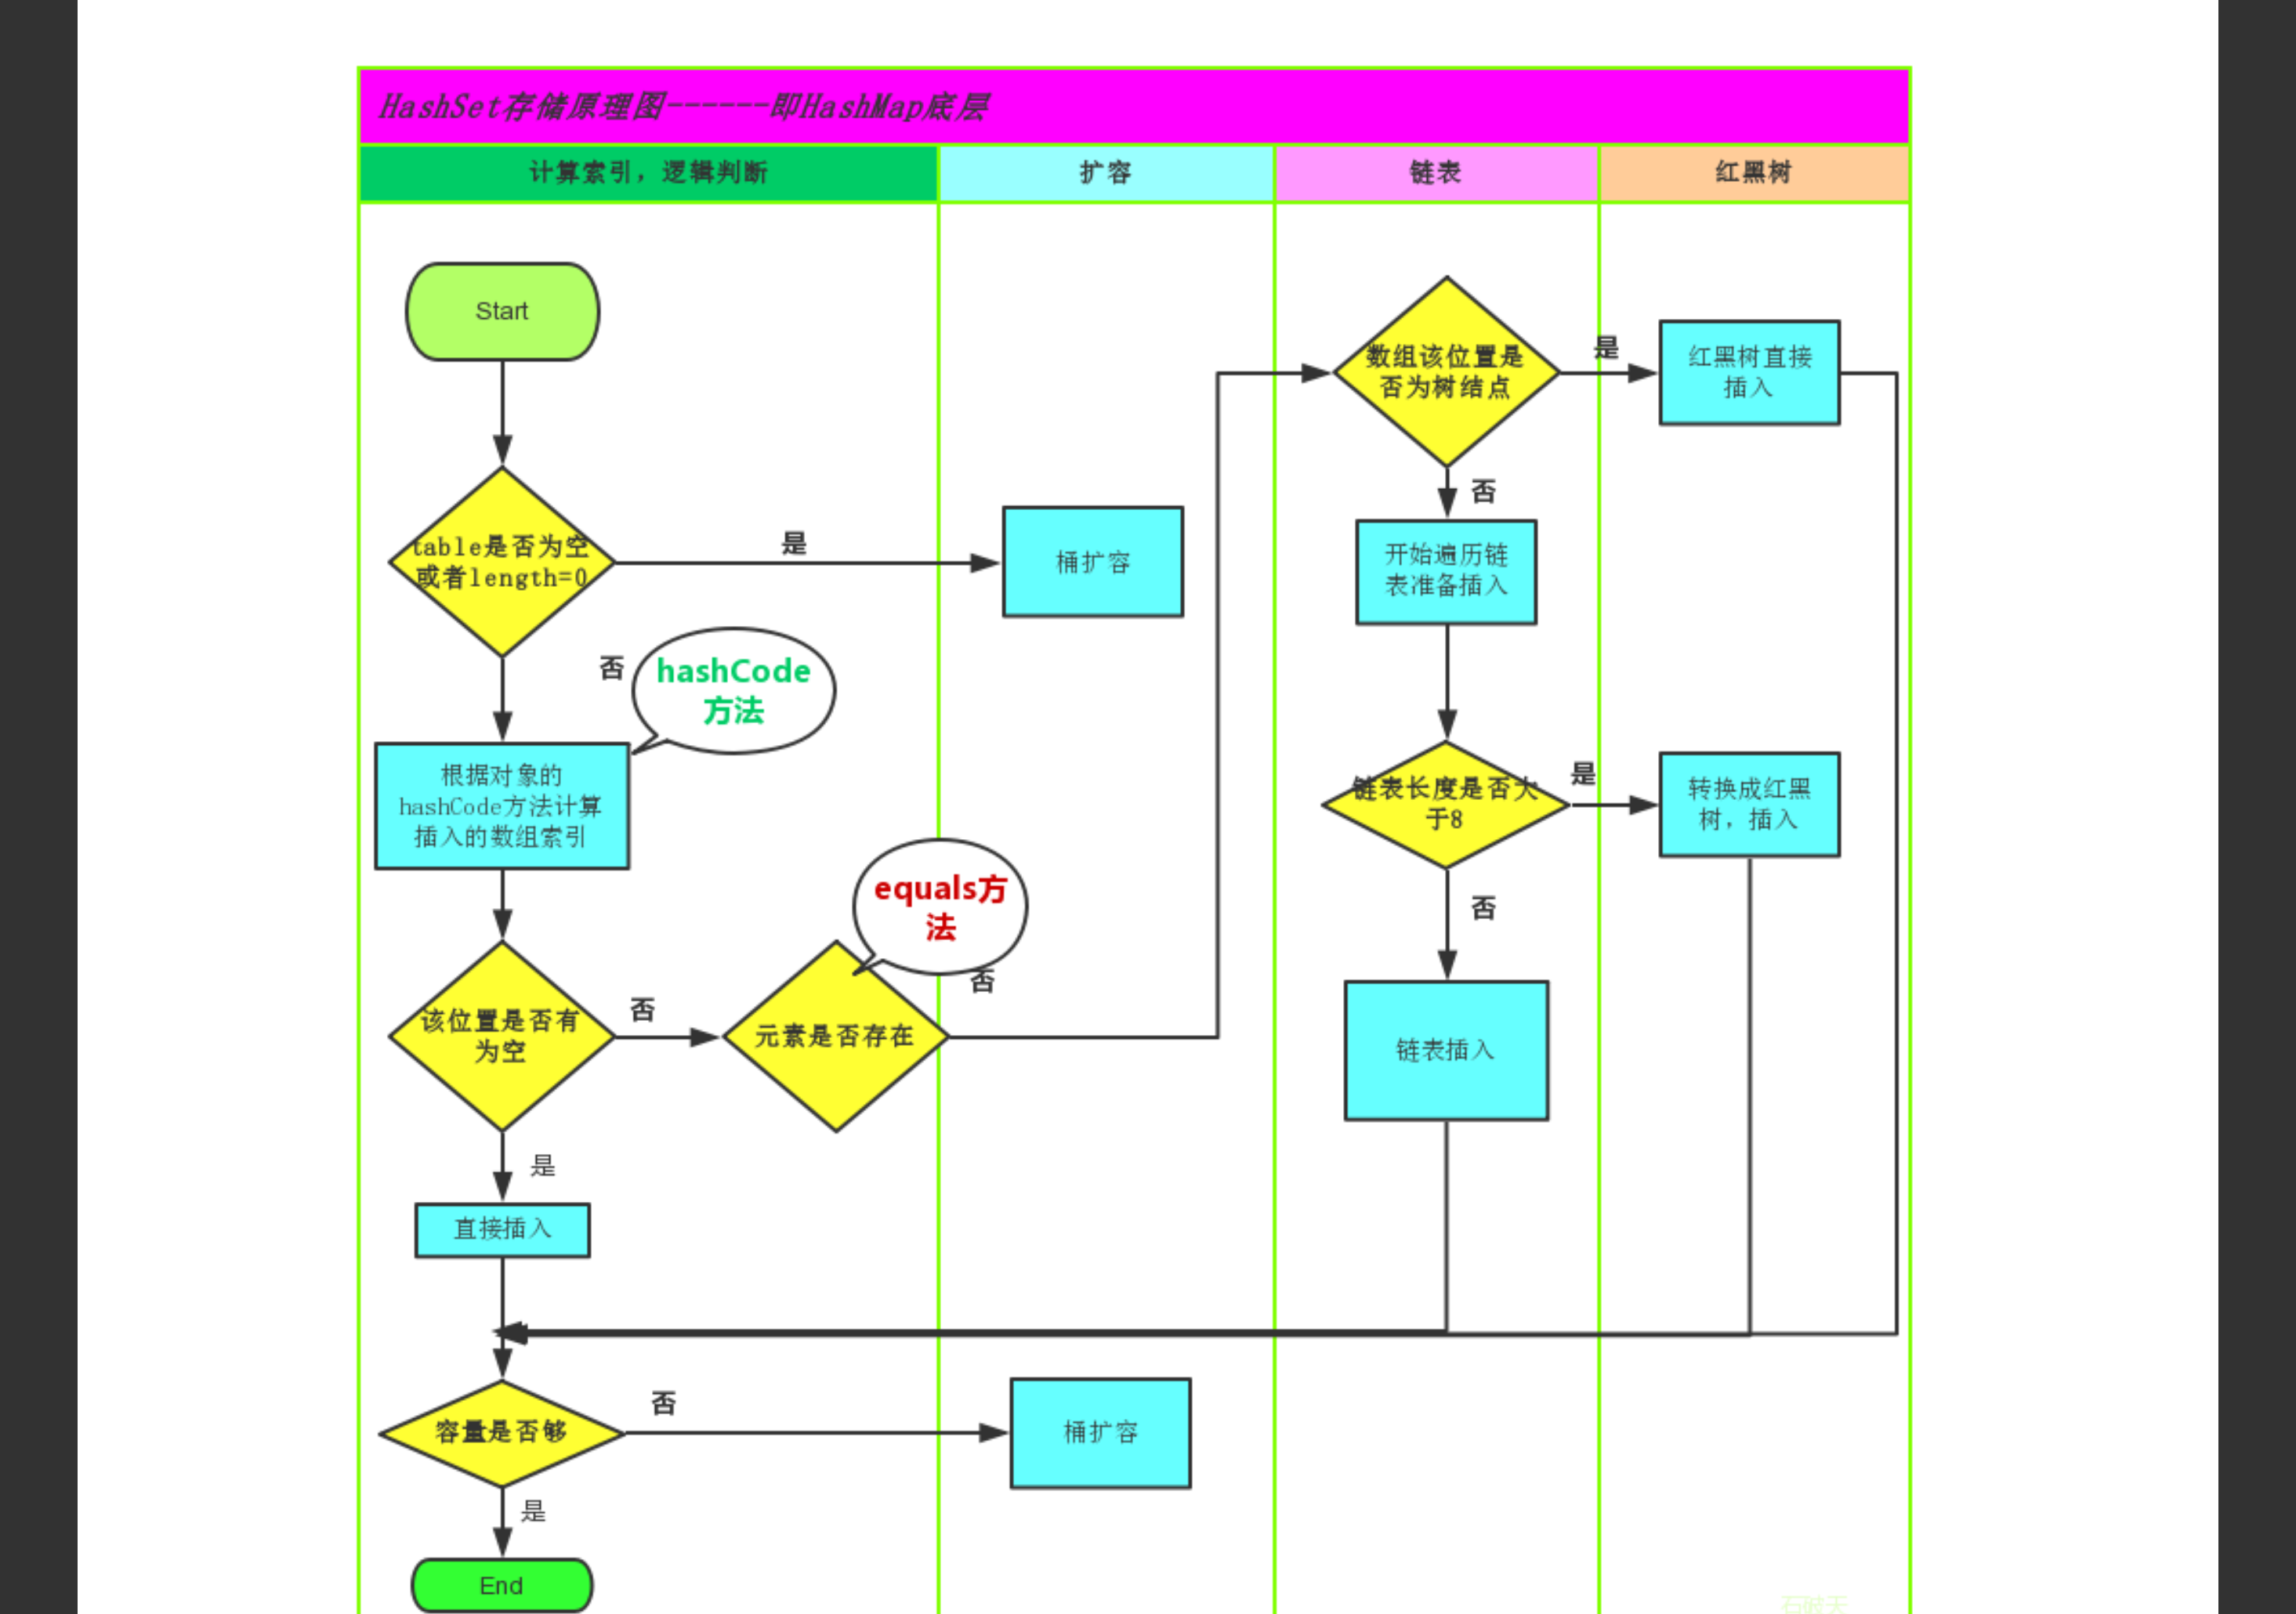 HashSet存储原理图------即HashMap底层
计算索引，逻辑判断
扩容
链表
红黑树
Start
数组该位置是
否为树结点
是
红黑树直接
插入
否
table是否为空
或者length=0
是
桶扩容
开始遍历链
表准备插入
否
hashCode
方法
根据对象的
hashCode方法计算
插入的数组索引
链表长度是否大
于8
是
转换成红黑
树，插入
equals方
法
否
否
该位置是否有
为空
否
元素是否存在
链表插入
是
直接插入
容量是否够
否
桶扩容
是
End
石破天